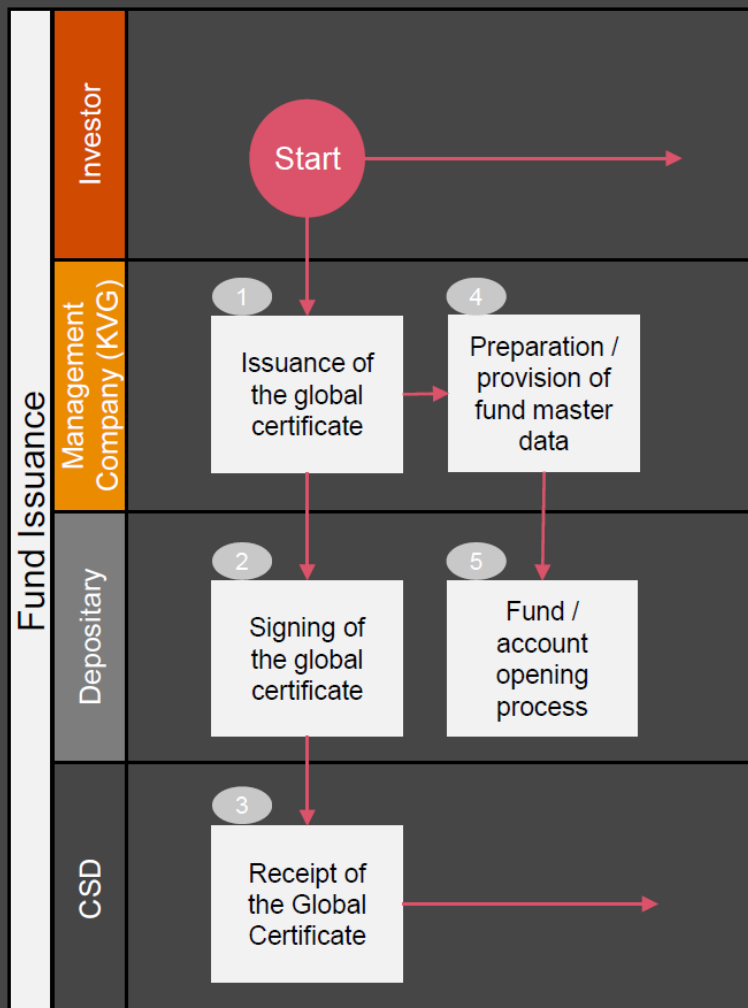 Fund Issuance
Investor
Start
Management
Company (KVG)
1
Issuance of
the global
certificate
4
Preparation /
provision of
fund master
data
Depositary
2
Signing of
the global
certificate
5
Fund /
account
opening
process
CSD
3
Receipt of
the Global
Certificate